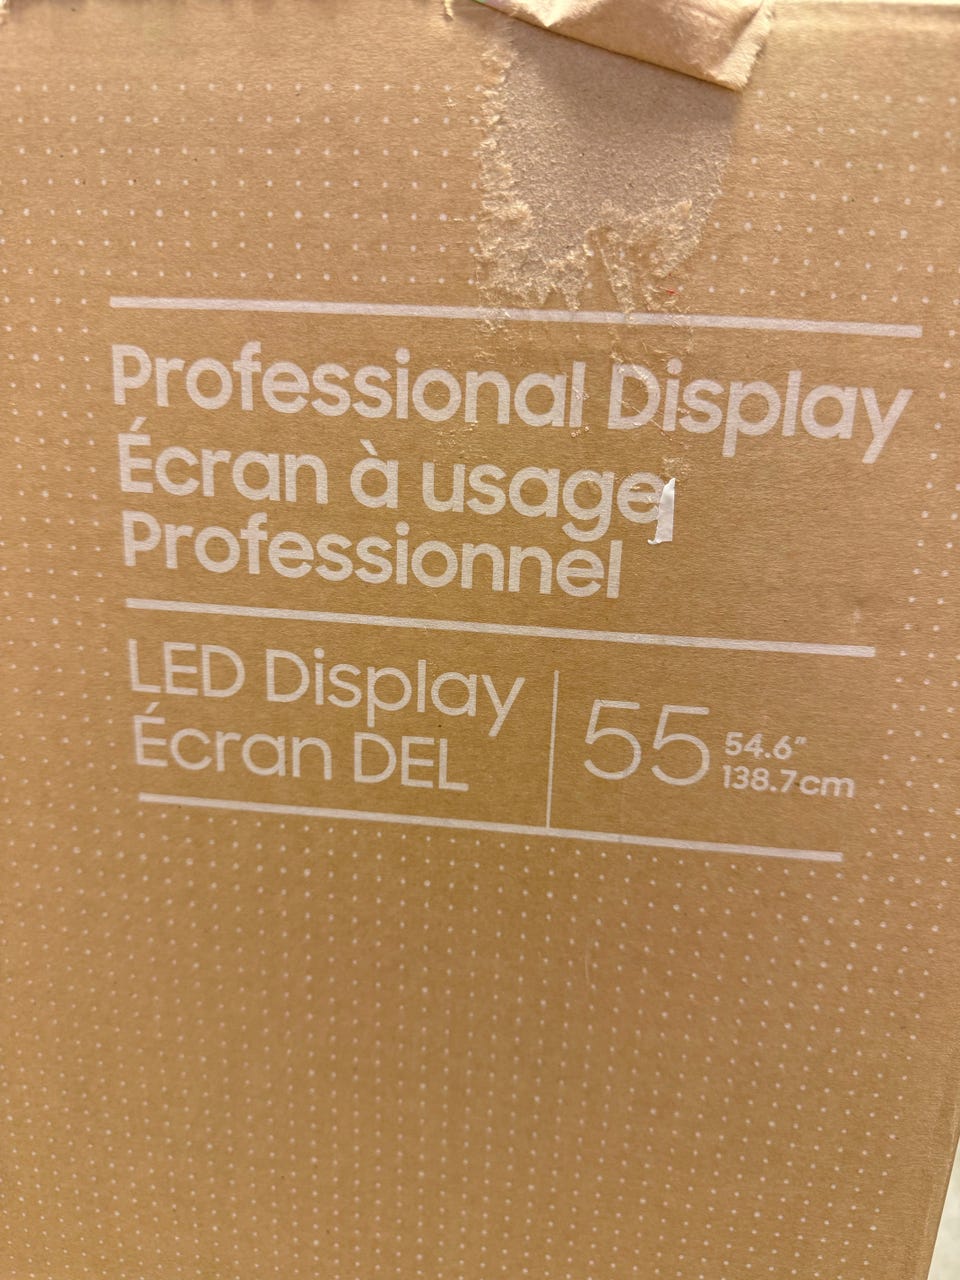 Professional Display
Écran à usage
Professionnel
LED Display
Écran DEL
55
54.6"
138.7cm